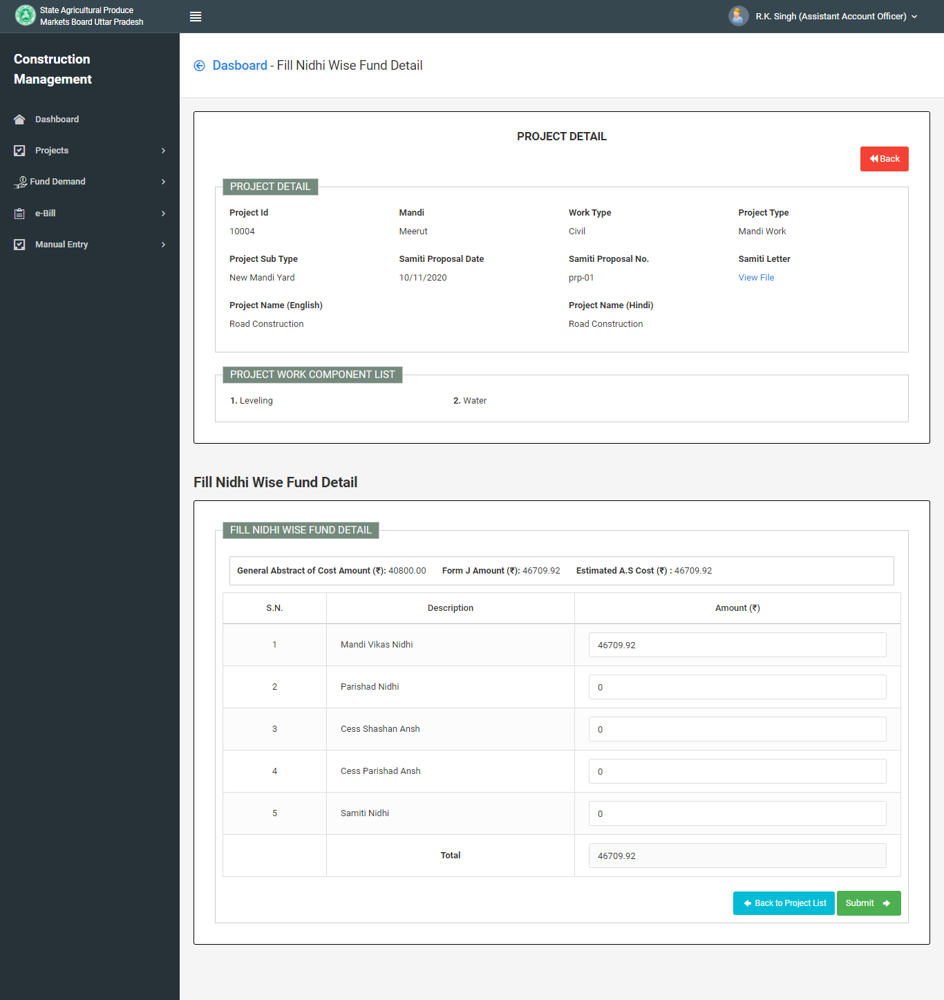 State Agricultural Produce
Markets Board Uttar Pradesh
R.K. Singh (Assistant Account Officer)
Construction
Management
Dashboard
Projects
Fund Demand
e-Bill
Manual Entry
Dasboard - Fill Nidhi Wise Fund Detail
PROJECT DETAIL
Back
PROJECT DETAIL
Project Id Mandi Work Type Project Type
10004 Meerut Civil Mandi Work
Project Sub Type Samiti Proposal Date Samiti Proposal No. Samiti Letter
New Mandi Yard 10/11/2020 prp-01 View File
Project Name (English) Project Name (Hindi)
Road Construction Road Construction
PROJECT WORK COMPONENT LIST
1. Leveling 2. Water
Fill Nidhi Wise Fund Detail
FILL NIDHI WISE FUND DETAIL
General Abstract of Cost Amount (₹): 40800.00 Form J Amount (₹): 46709.92 Estimated A.S Cost (₹) : 46709.92
S.N. Description Amount (₹)
1 Mandi Vikas Nidhi 46709.92
2 Parishad Nidhi 0
3 Cess Shashan Ansh 0
4 Cess Parishad Ansh 0
5 Samiti Nidhi 0
Total 46709.92
Back to Project List Submit